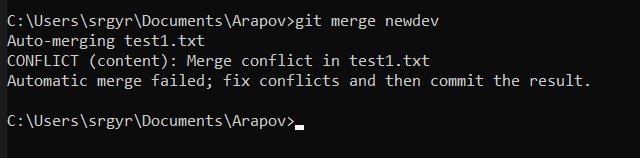 C:\Users\srgyr\Documents\Arapov>git merge newdev
Auto-merging test1.txt
CONFLICT (content): Merge conflict in test1.txt
Automatic merge failed; fix conflicts and then commit the result.
C:\Users\srgyr\Documents\Arapov>